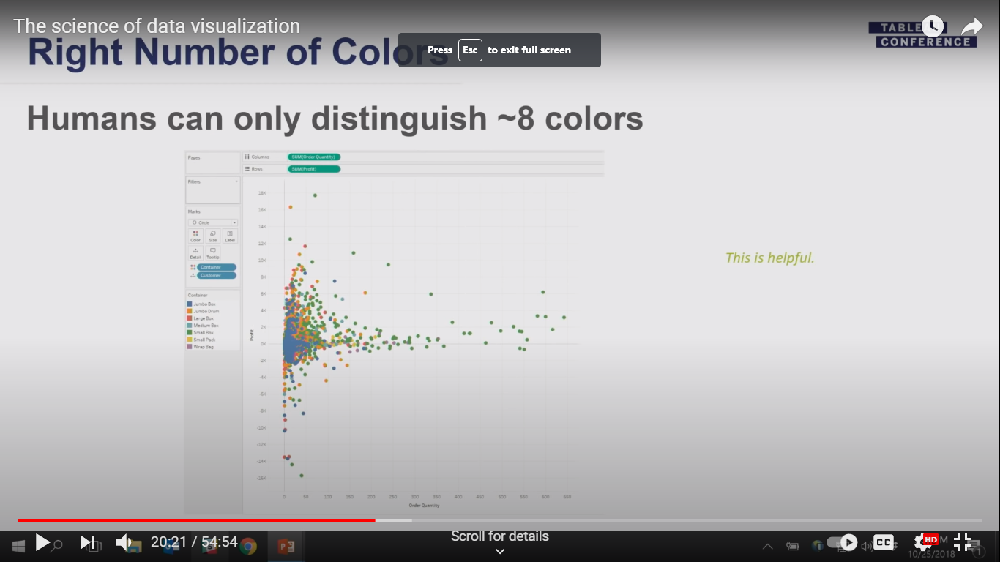 The science of data visualization
TABLE
CONFERENCE
Right Number of Colors
Press Esc to exit full screen
Humans can only distinguish ~8 colors
Pages
Columns
SUM(Order Quantity)
Rows
SUM(Profit)
Filters
Marks
Circle
Color Size Label
Detail Tooltip
Container
Customer
Container
Jumbo Box
Jumbo Drum
Large Box
Medium Box
Small Box
Small Pack
Wrap Bag
18K
16K
14K
12K
10K
8K
6K
4K
2K
0K
-2K
-4K
-6K
-8K
-10K
-12K
-14K
-16K
Profit
0 50 100 150 200 250 300 350 400 450 500 550 600 650
Order Quantity
This is helpful.
20:21 / 54:54
Scroll for details
CC
HD
M
10/25/2018
1